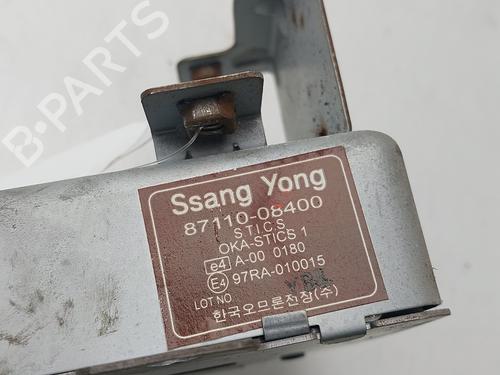 B·PARTS
Ssang Yong
87110-08400
S.T.I.C.S
OKA-STICS 1
e4 A-00 0180
E4 97RA-010015
LOT NO
한국오므론전장(주)